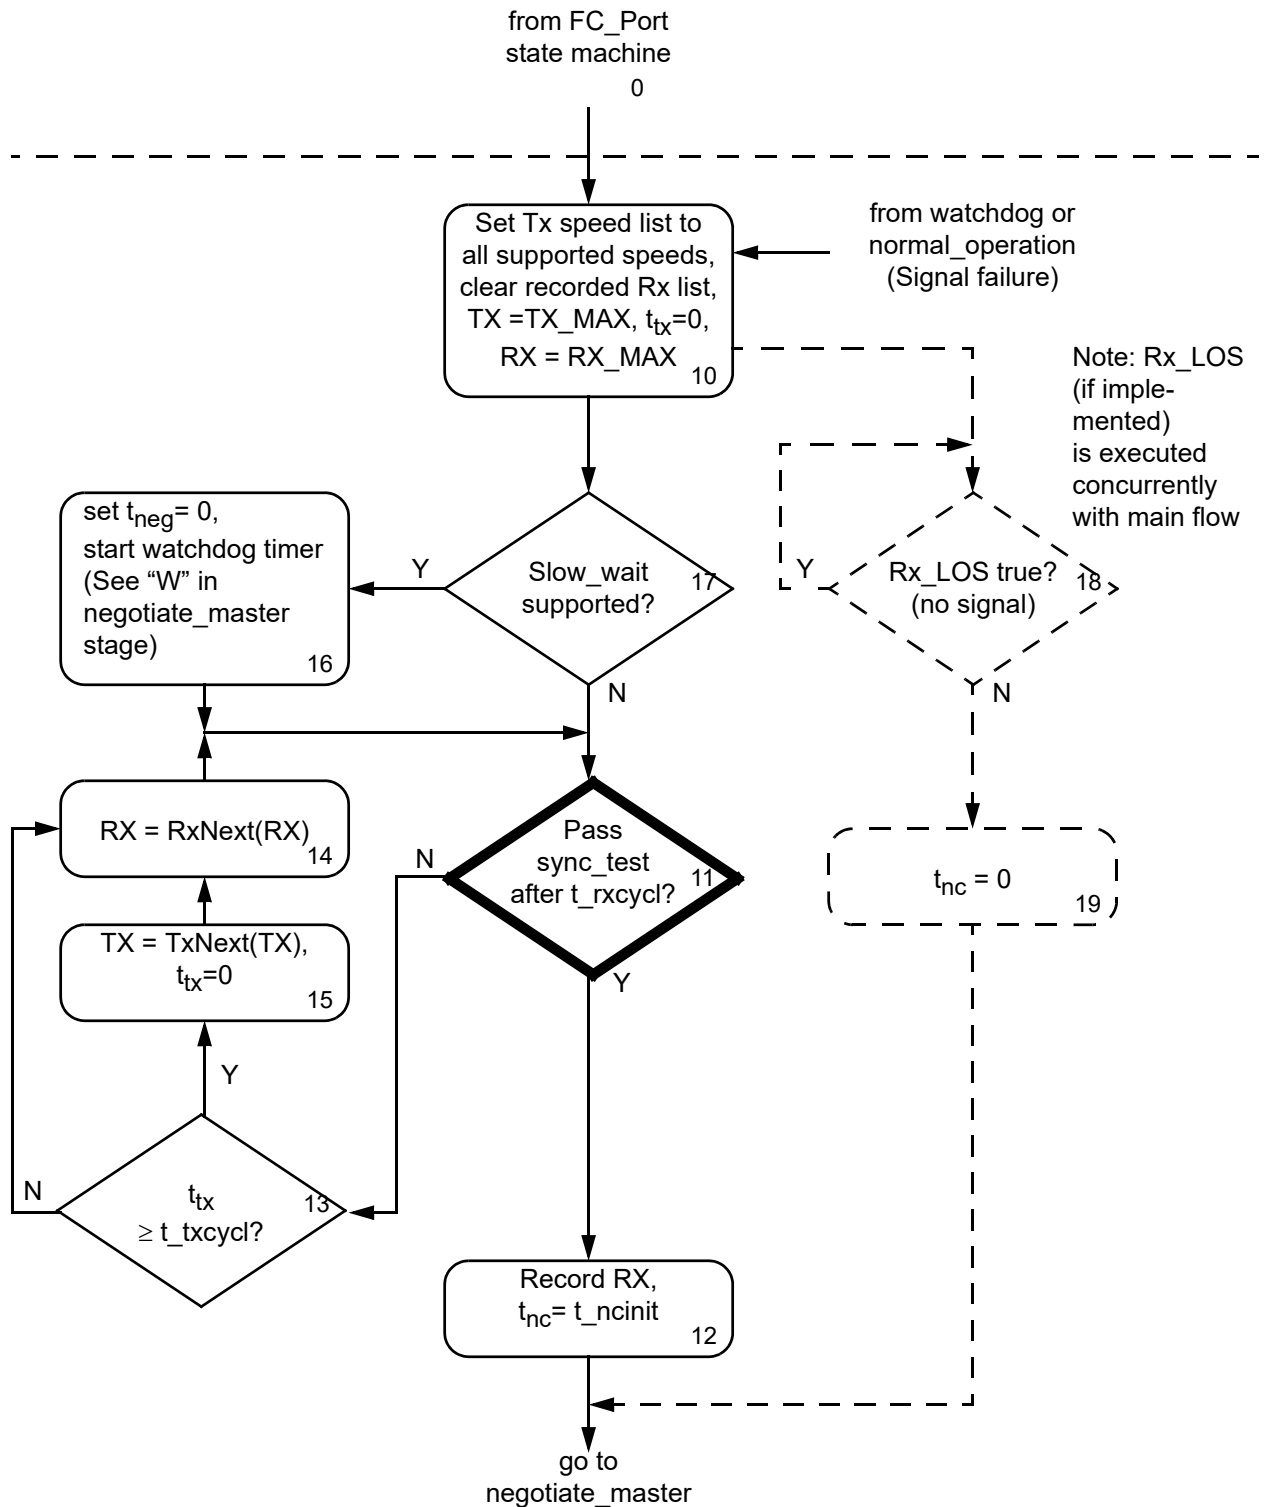 from FC_Port
state machine
0
Set Tx speed list to
all supported speeds,
clear recorded Rx list,
TX =TX_MAX, ttx=0,
RX = RX_MAX
10
from watchdog or
normal_operation
(Signal failure)
Note: Rx_LOS
(if imple-
mented)
is executed
concurrently
with main flow
set tneg= 0,
start watchdog timer
(See “W” in
negotiate_master
stage)
16
Y
Slow_wait
supported?
17
N
Y
Rx_LOS true?
(no signal)
18
N
RX = RxNext(RX)
14
N
Pass
sync_test
after t_rxcycl?
11
Y
tnc = 0
19
TX = TxNext(TX),
ttx=0
15
Y
N
ttx
≥ t_txcycl?
13
Record RX,
tnc= t_ncinit
12
go to
negotiate_master